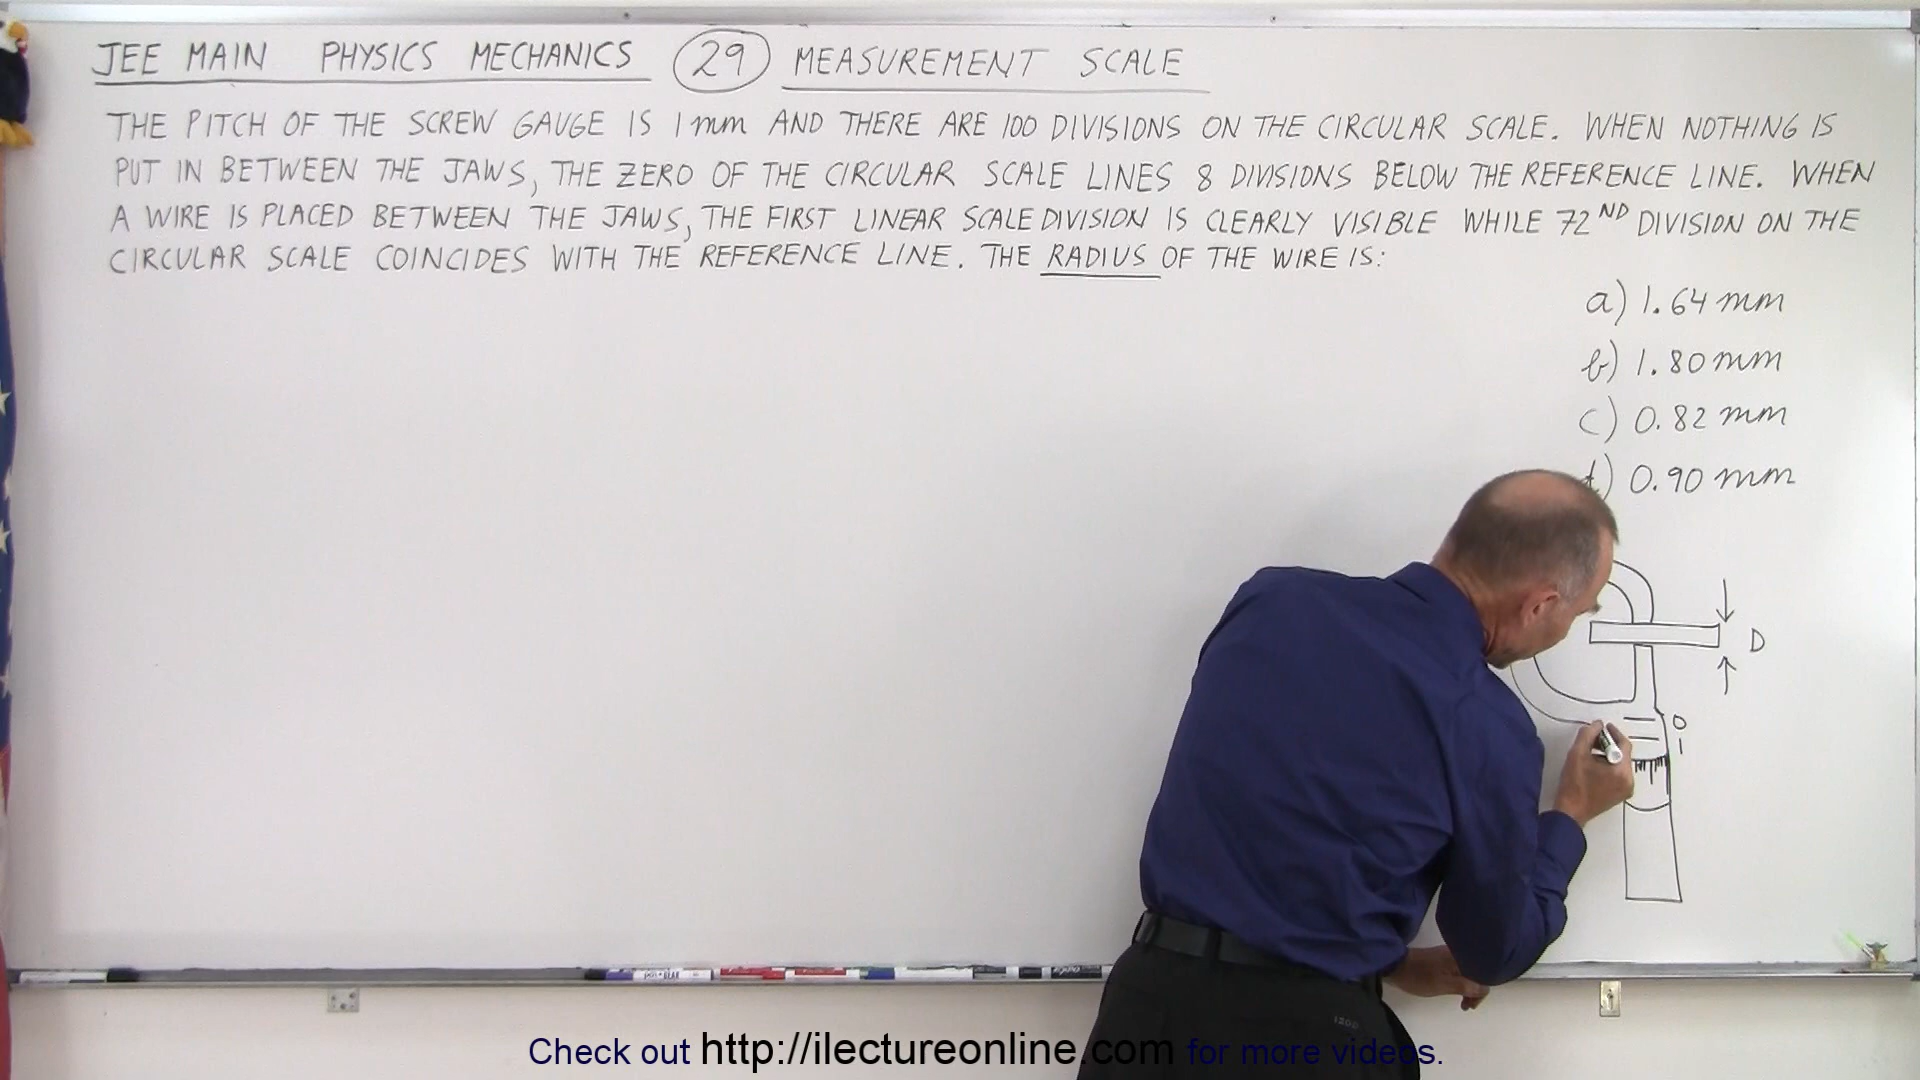 JEE MAIN PHYSICS MECHANICS 29 MEASUREMENT SCALE
THE PITCH OF THE SCREW GAUGE IS 1mm AND THERE ARE 100 DIVISIONS ON THE CIRCULAR SCALE. WHEN NOTHING IS
PUT IN BETWEEN THE JAWS, THE ZERO OF THE CIRCULAR SCALE LINES 8 DIVISIONS BELOW THE REFERENCE LINE. WHEN
A WIRE IS PLACED BETWEEN THE JAWS, THE FIRST LINEAR SCALE DIVISION IS CLEARLY VISIBLE WHILE 72ND DIVISION ON THE
CIRCULAR SCALE COINCIDES WITH THE REFERENCE LINE. THE RADIUS OF THE WIRE IS:
a) 1.64 mm
b) 1.80 mm
c) 0.82 mm
d) 0.90 mm
D
0
1
Check out http://ilectureonline.com for more videos.